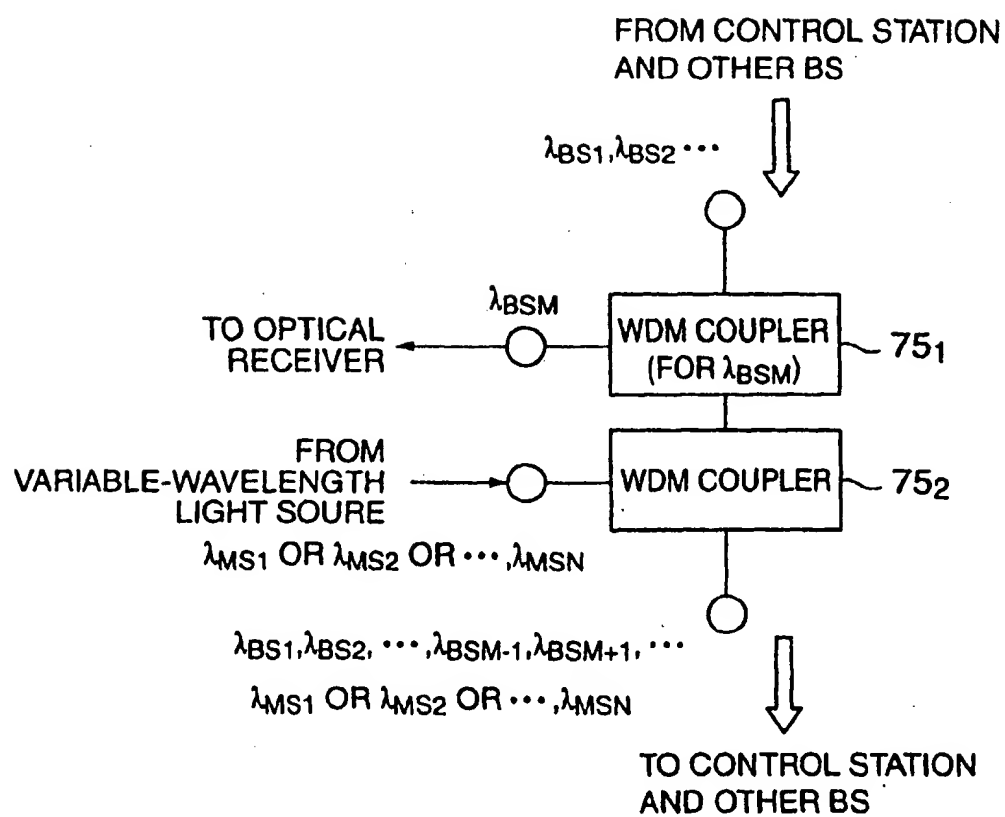 FROM CONTROL STATION
AND OTHER BS
λBS1,λBS2 •••
λBSM
TO OPTICAL
RECEIVER
WDM COUPLER
(FOR λBSM)
751
FROM
VARIABLE-WAVELENGTH
LIGHT SOURE
WDM COUPLER
752
λMS1 OR λMS2 OR •••,λMSN
λBS1,λBS2, •••,λBSM-1,λBSM+1, •••
λMS1 OR λMS2 OR •••,λMSN
TO CONTROL STATION
AND OTHER BS